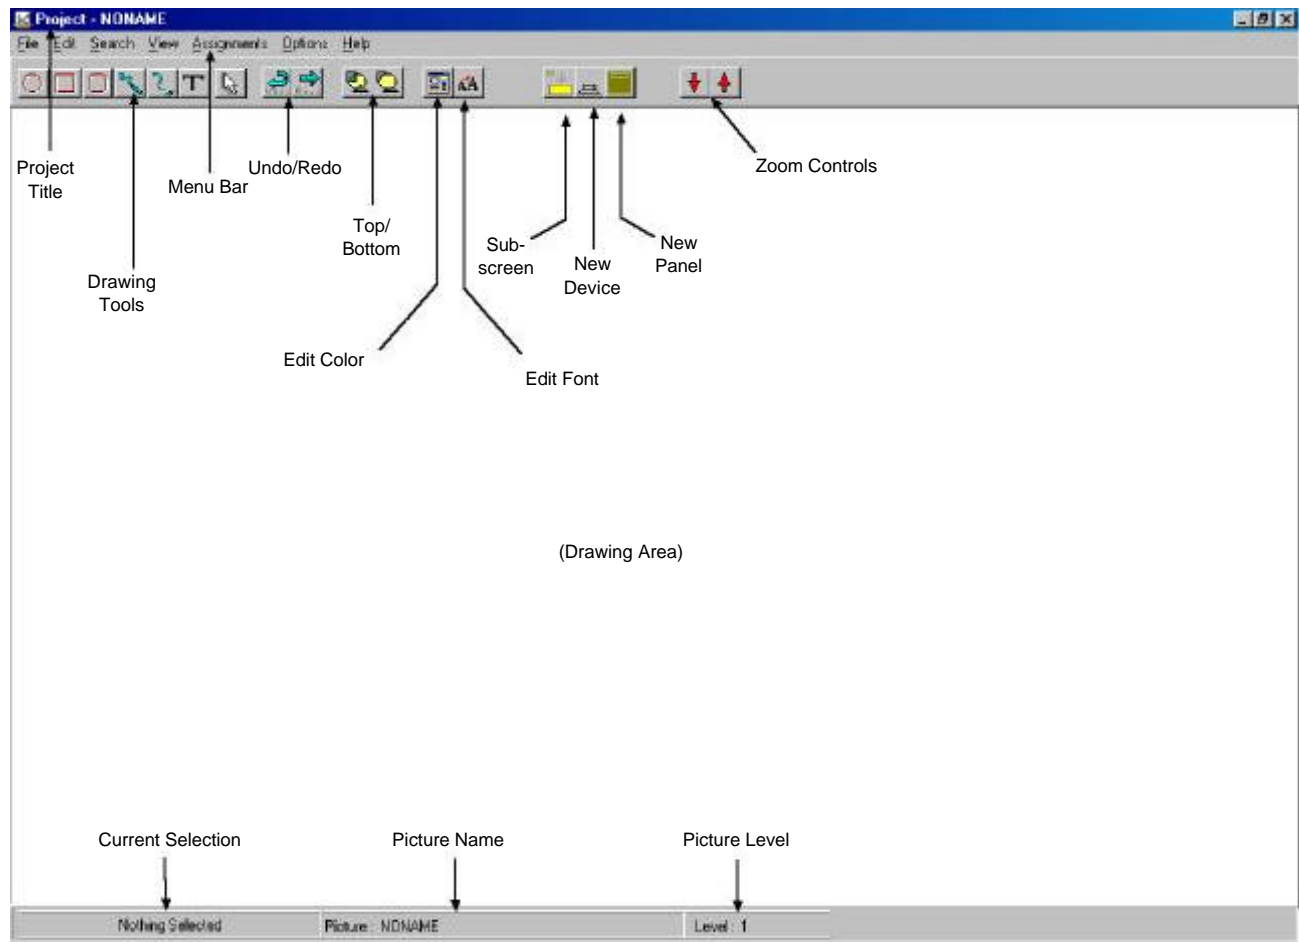 Project - NONAME
File Edit Search View Assignments Options Help
T
AA
Project
Title
Menu Bar
Undo/Redo
Zoom Controls
Top/
Bottom
Sub-
screen
New
Device
New
Panel
Drawing
Tools
Edit Color
Edit Font
(Drawing Area)
Current Selection
Picture Name
Picture Level
Nothing Selected
Picture : NONAME
Level : 1